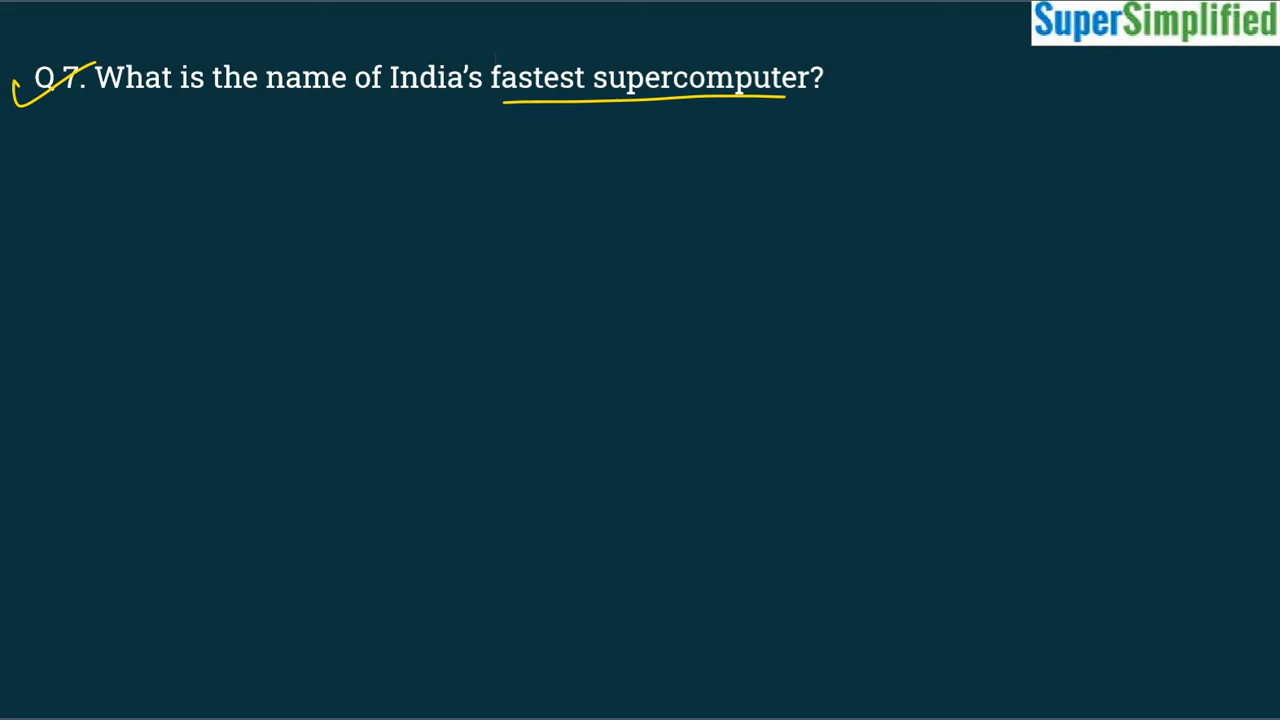 SuperSimplified
Q 7. What is the name of India’s fastest supercomputer?